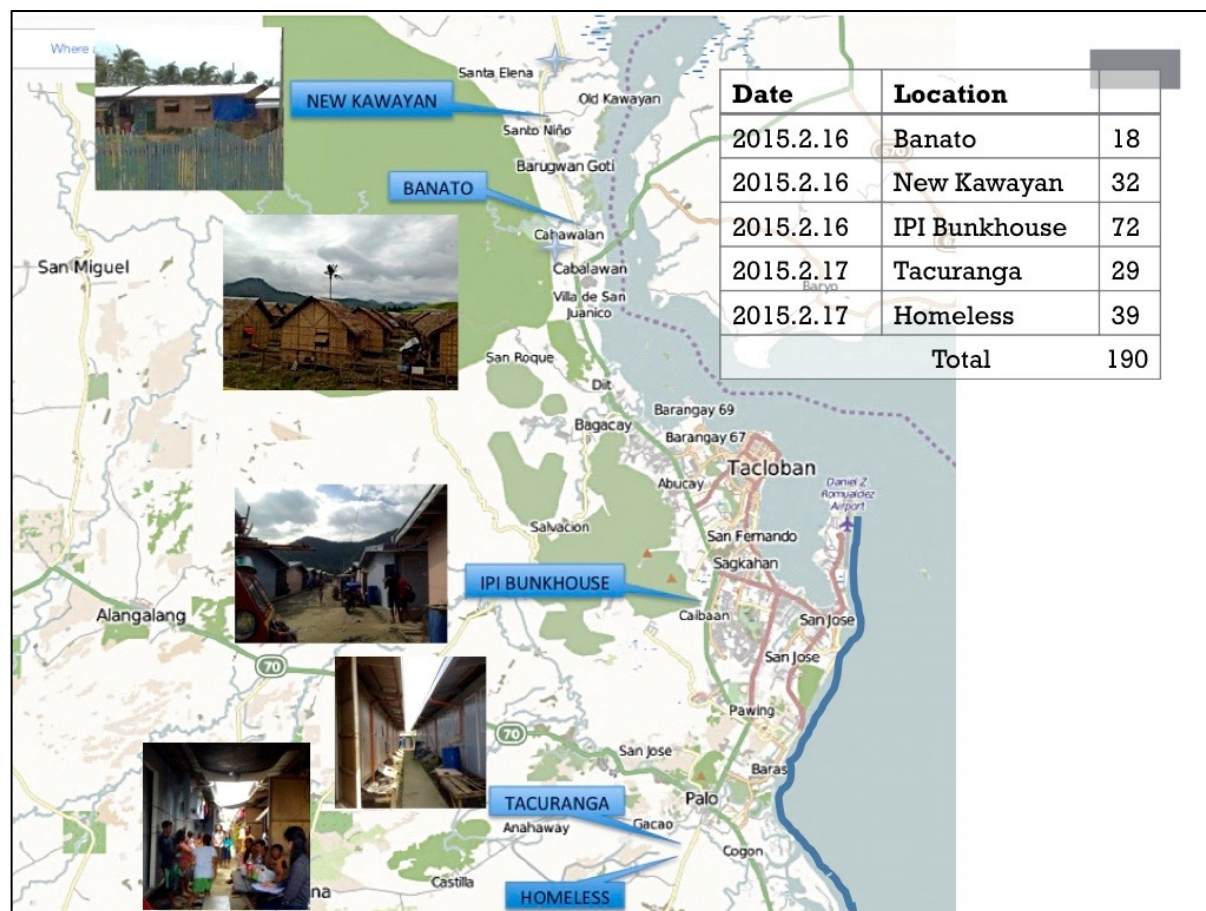 Where a
Date Location
2015.2.16 Banato 18
2015.2.16 New Kawayan 32
2015.2.16 IPI Bunkhouse 72
2015.2.17 Tacuranga 29
2015.2.17 Homeless 39
Total 190
Santa Elena
NEW KAWAYAN
Old Kawayan
Santo Niño
Barugwan Goti
BANATO
Cabawalan
San Miguel
Cabalawan
Villa de San
Juanico
Baryo
San Roque
Diit
Barangay 69
Bagacay
Barangay 67
Tacloban
Abucay
Daniel Z
Romualdez
Airport
Salvacion
San Fernando
Sagkahan
IPI BUNKHOUSE
Alangalang
Caibaan
San Jose
San Jose
70
Pawing
70
San Jose
Baras
Palo
TACURANGA
Anahaway
Gacao
Cogon
Castilla
HOMELESS
na